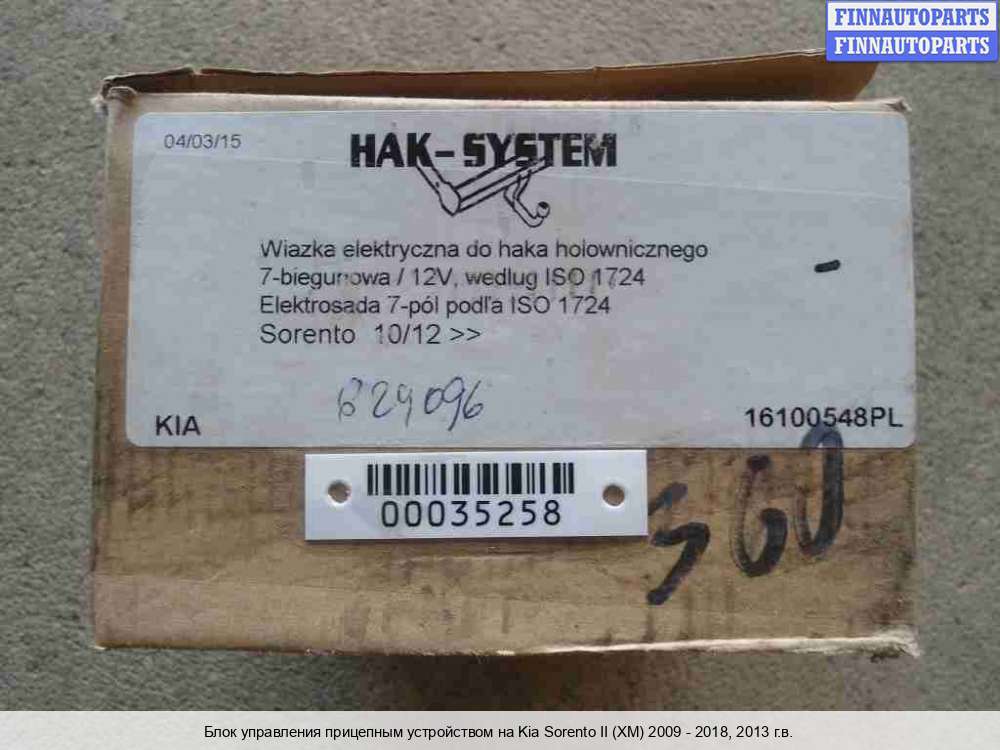 FINNAUTOPARTS
FINNAUTOPARTS
04/03/15
HAK-SYSTEM
Wiazka elektryczna do haka holowniczego
7-biegunowa / 12V, wedlug ISO 1724
Elektrosada 7-pól podľa ISO 1724
Sorento 10/12 >>
829096
KIA
16100548PL
00035258
560
Блок управления прицепным устройством на Kia Sorento II (XM) 2009 - 2018, 2013 г.в.